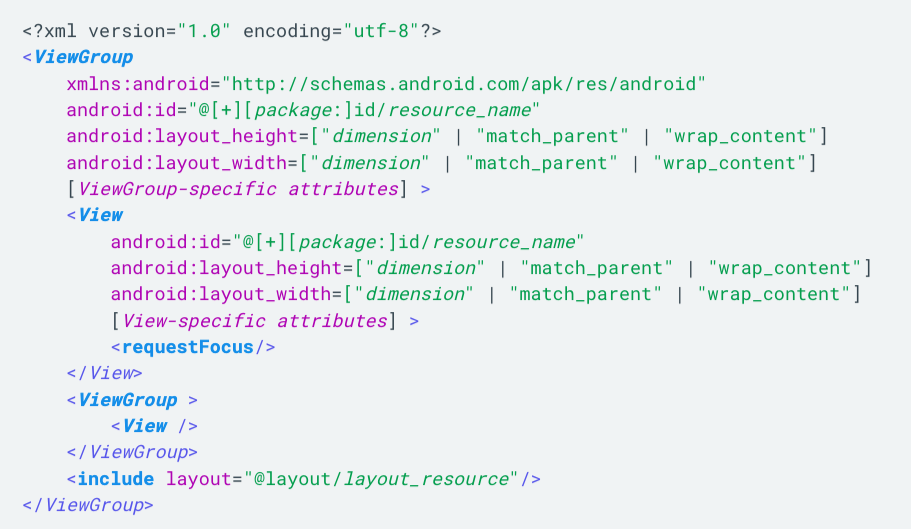 <?xml version="1.0" encoding="utf-8"?>
<ViewGroup
    xmlns:android="http://schemas.android.com/apk/res/android"
    android:id="@[+][package:]id/resource_name"
    android:layout_height=["dimension" | "match_parent" | "wrap_content"]
    android:layout_width=["dimension" | "match_parent" | "wrap_content"]
    [ViewGroup-specific attributes] >
    <View
        android:id="@[+][package:]id/resource_name"
        android:layout_height=["dimension" | "match_parent" | "wrap_content"]
        android:layout_width=["dimension" | "match_parent" | "wrap_content"]
        [View-specific attributes] >
        <requestFocus/>
    </View>
    <ViewGroup >
        <View />
    </ViewGroup>
    <include layout="@layout/layout_resource"/>
</ViewGroup>